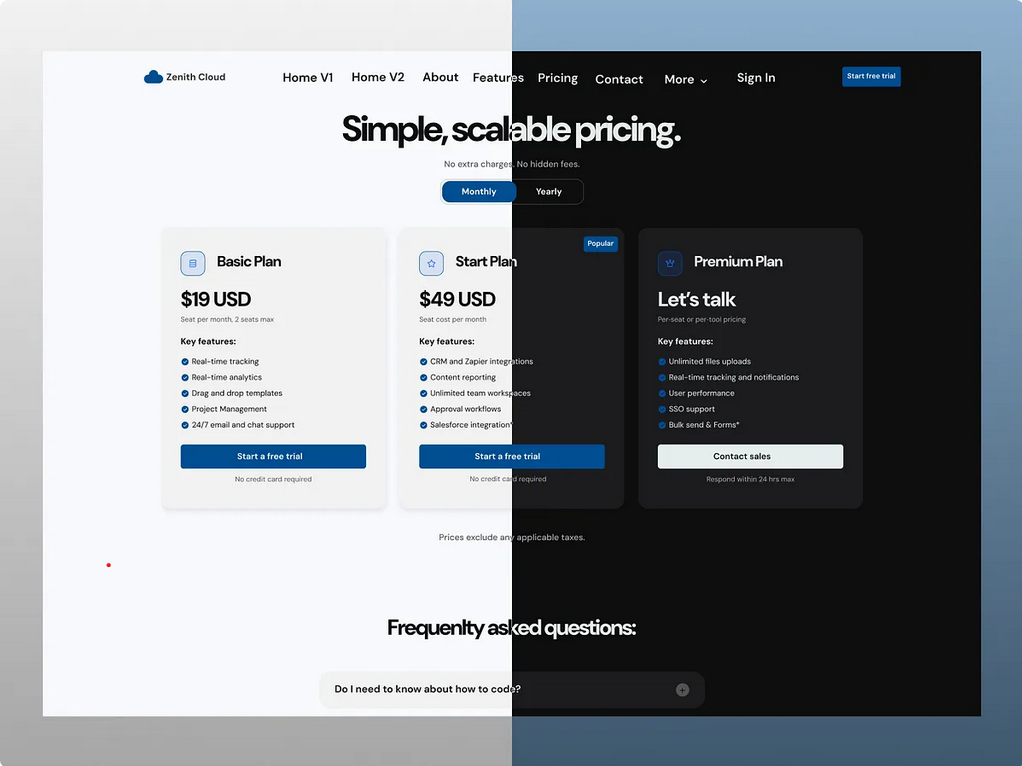 Zenith Cloud Home V1 Home V2 About Features Pricing Contact More Sign In Start free trial
Simple, scalable pricing.
No extra charges. No hidden fees.
Monthly Yearly
Basic Plan
$19 USD
Seat per month, 2 seats max
Key features:
Real-time tracking
Real-time analytics
Drag and drop templates
Project Management
24/7 email and chat support
Start a free trial
No credit card required
Popular
Start Plan
$49 USD
Seat cost per month
Key features:
CRM and Zapier integrations
Content reporting
Unlimited team workspaces
Approval workflows
Salesforce integration*
Start a free trial
No credit card required
Premium Plan
Let's talk
Per-seat or per-tool pricing
Key features:
Unlimited files uploads
Real-time tracking and notifications
User performance
SSO support
Bulk send & Forms*
Contact sales
Respond within 24 hrs max
Prices exclude any applicable taxes.
Frequenlty asked questions:
Do I need to know about how to code?